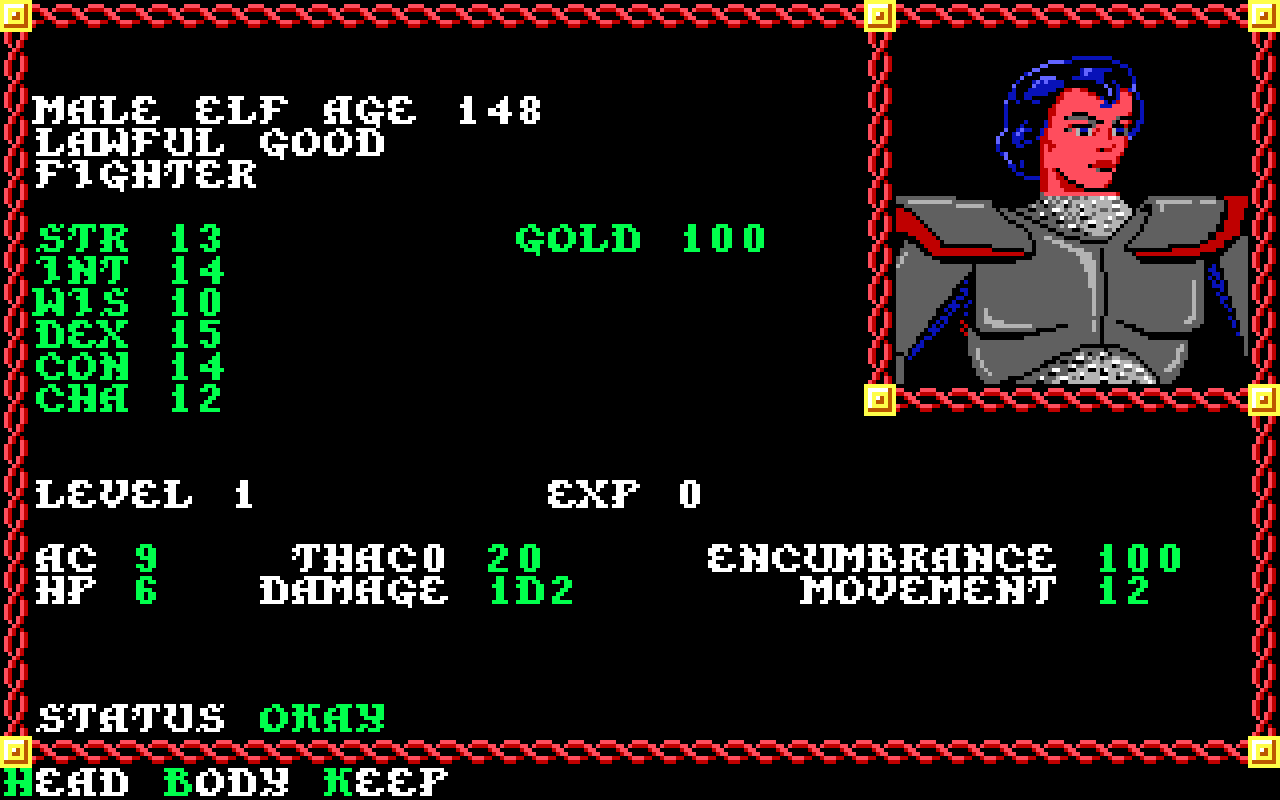 MALE ELF AGE 148
LAWFUL GOOD
FIGHTER
STR 13 GOLD 100
INT 14
WIS 10
DEX 15
CON 14
CHA 12
LEVEL 1 EXP 0
AC 9 THAC0 20 ENCUMBRANCE 100
HP 6 DAMAGE 1D2 MOVEMENT 12
STATUS OKAY
HEAD BODY KEEP